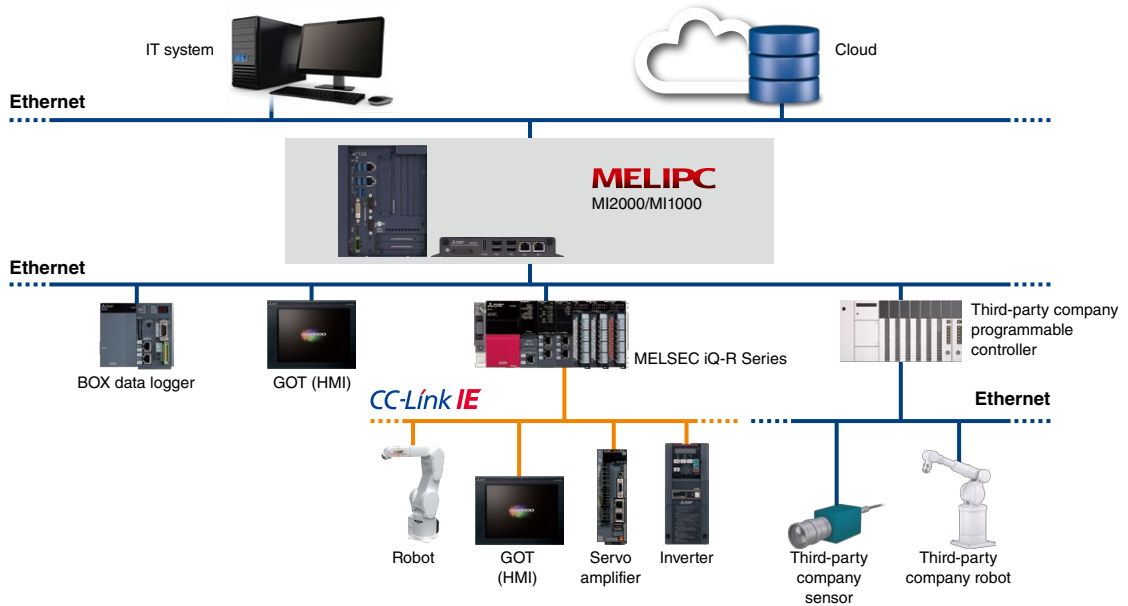 IT system
Cloud
Ethernet
MELIPC
MI2000/MI1000
Ethernet
BOX data logger
GOT (HMI)
MELSEC iQ-R Series
Third-party company
programmable
controller
CC-Link IE
Ethernet
Robot
GOT
(HMI)
Servo
amplifier
Inverter
Third-party
company
sensor
Third-party
company robot